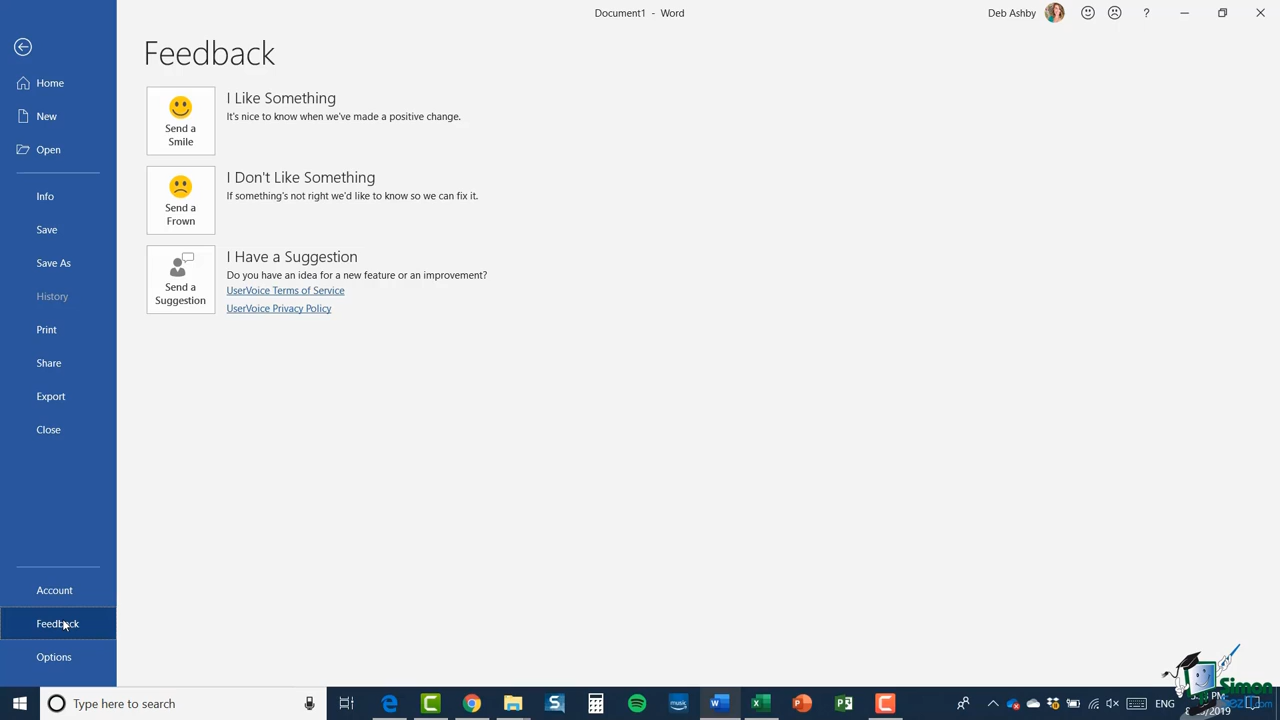 Document1 - Word
Deb Ashby
?
Feedback
Home
New
Open
Info
Save
Save As
History
Print
Share
Export
Close
Account
Feedback
Options
Send a
Smile
I Like Something
It's nice to know when we've made a positive change.
Send a
Frown
I Don't Like Something
If something's not right we'd like to know so we can fix it.
Send a
Suggestion
I Have a Suggestion
Do you have an idea for a new feature or an improvement?
UserVoice Terms of Service
UserVoice Privacy Policy
Type here to search
music
ENG
Simon